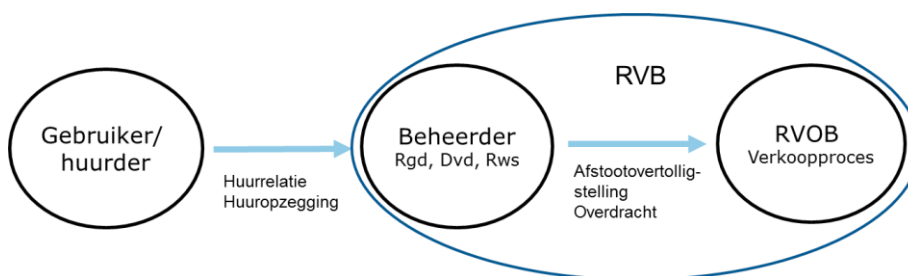 RVB
Gebruiker/
huurder
Huurrelatie
Huuropzegging
Beheerder
Rgd, Dvd, Rws
Afstootovertollig-
stelling
Overdracht
RVOB
Verkoopproces